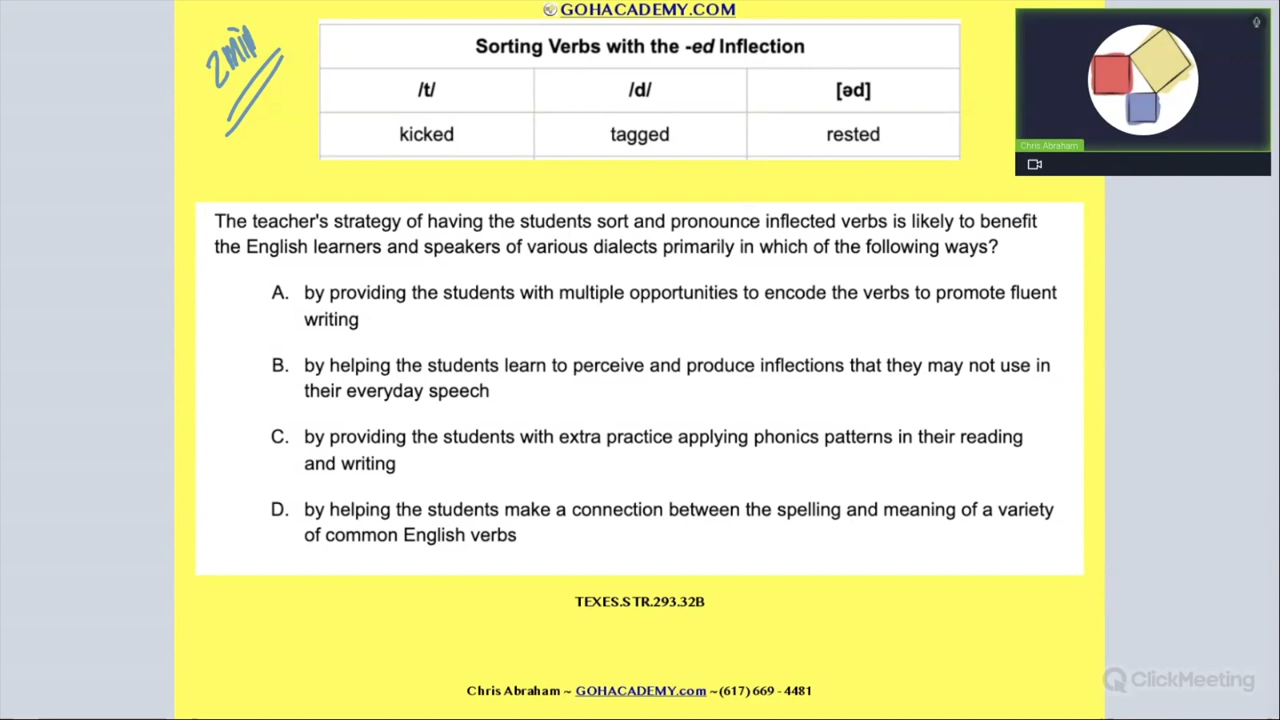 GOHACADEMY.COM
2 min
Sorting Verbs with the -ed Inflection
/t/ /d/ [əd]
kicked tagged rested
Chris Abraham
The teacher's strategy of having the students sort and pronounce inflected verbs is likely to benefit
the English learners and speakers of various dialects primarily in which of the following ways?
A. by providing the students with multiple opportunities to encode the verbs to promote fluent
writing
B. by helping the students learn to perceive and produce inflections that they may not use in
their everyday speech
C. by providing the students with extra practice applying phonics patterns in their reading
and writing
D. by helping the students make a connection between the spelling and meaning of a variety
of common English verbs
TEXES.STR.293.32B
Chris Abraham ~ GOHACADEMY.com ~(617) 669 - 4481
ClickMeeting